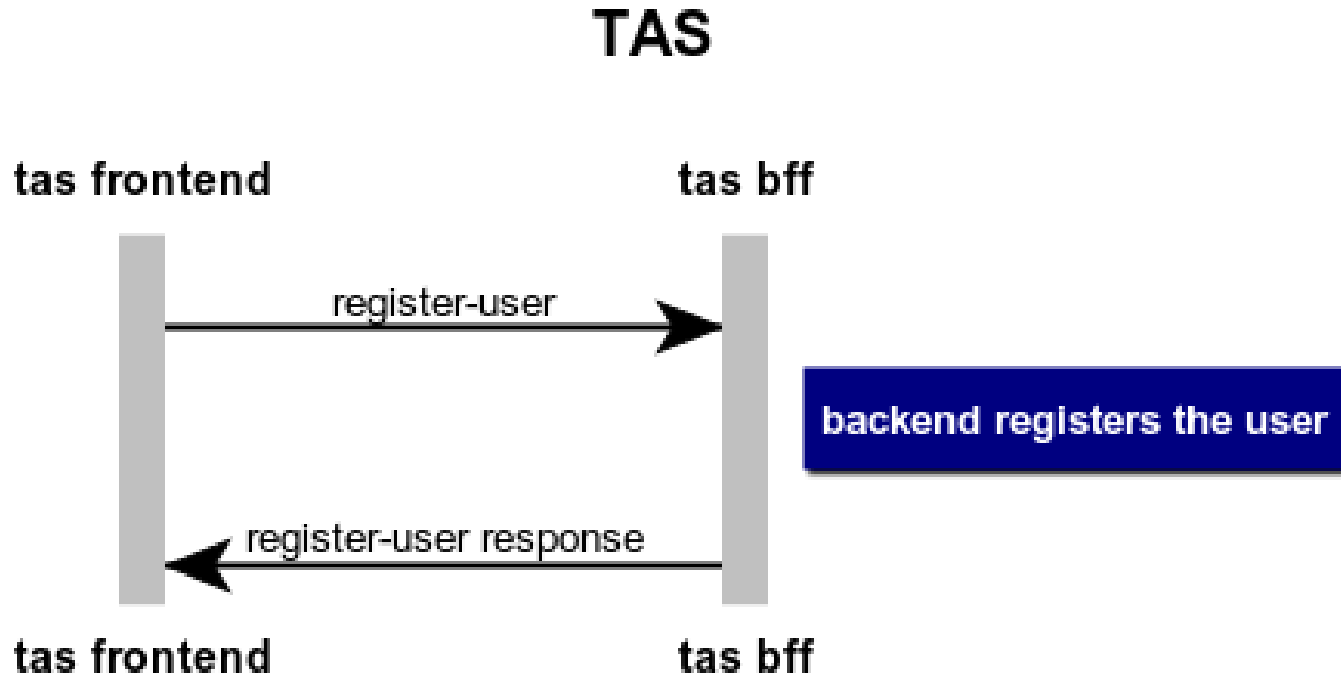 TAS
tas frontend
tas bff
register-user
backend registers the user
register-user response
tas frontend
tas bff